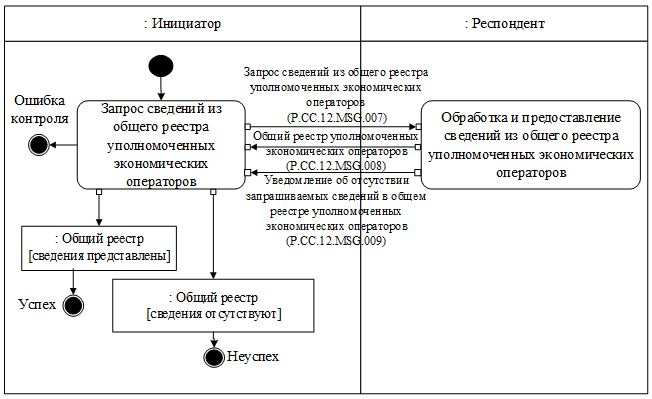 : Инициатор
: Респондент
Запрос сведений из общего реестра
уполномоченных экономических
операторов
(P.CC.12.MSG.007)
Ошибка
контроля
Запрос сведений из
общего реестра
уполномоченных
экономических
операторов
Общий реестр уполномоченных
экономических операторов
(P.CC.12.MSG.008)
Уведомление об отсутствии
запрашиваемых сведений в общем
реестре уполномоченных
экономических операторов
(P.CC.12.MSG.009)
Обработка и предоставление
сведений из общего реестра
уполномоченных экономических
операторов
: Общий реестр
[сведения представлены]
Успех
: Общий реестр
[сведения отсутствуют]
Неуспех